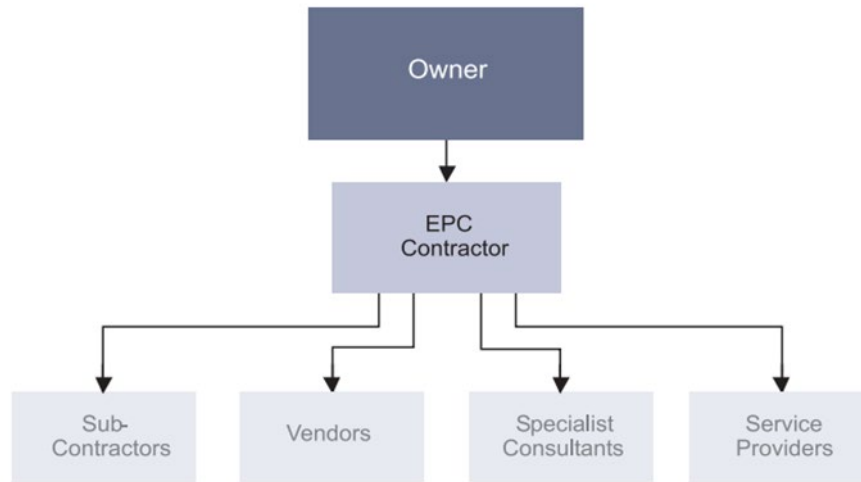 Owner
EPC
Contractor
Sub-
Contractors
Vendors
Specialist
Consultants
Service
Providers